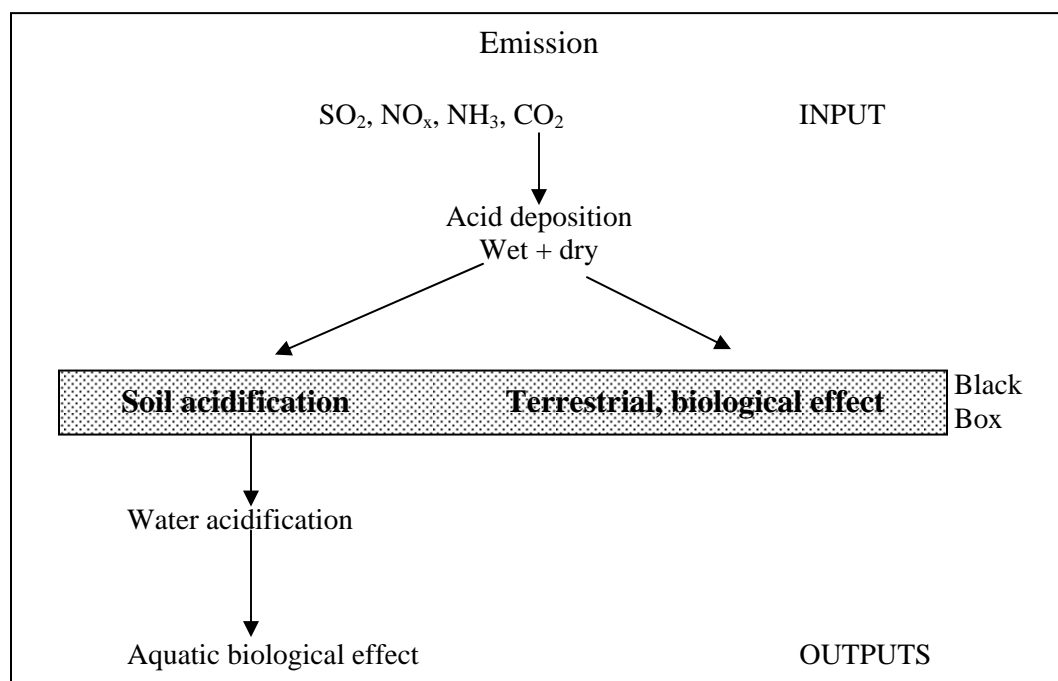 Emission
SO₂, NOₓ, NH₃, CO₂ INPUT
Acid deposition
Wet + dry
Soil acidification Terrestrial, biological effect
Black
Box
Water acidification
Aquatic biological effect OUTPUTS